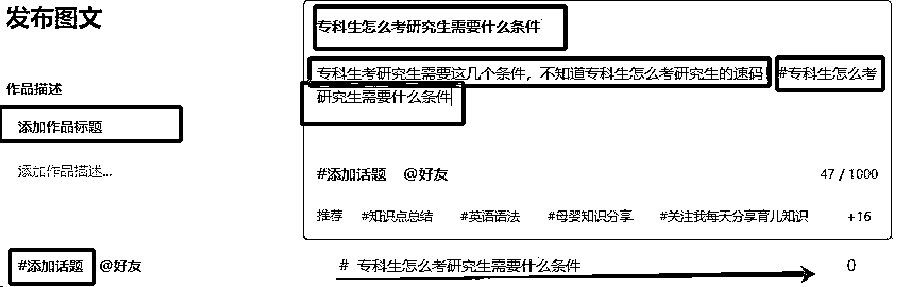 发布图文
作品描述
添加作品标题
添加作品描述...
#添加话题 @好友
专科生怎么考研究生需要什么条件
专科生考研究生需要这几个条件，不知道专科生怎么考研究生的速码！#专科生怎么考
研究生需要什么条件
#添加话题 @好友 47 / 1000
推荐 #知识点总结 #英语语法 #母婴知识分享 #关注我每天分享育儿知识 +16
# 专科生怎么考研究生需要什么条件 0